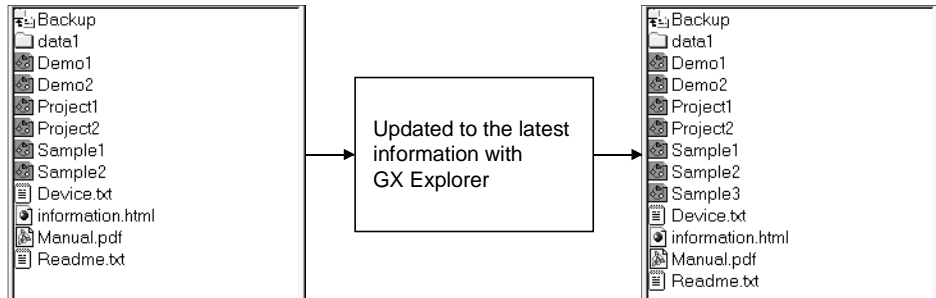 Backup
data1
Demo1
Demo2
Project1
Project2
Sample1
Sample2
Device.txt
information.html
Manual.pdf
Readme.txt
Updated to the latest
information with
GX Explorer
Backup
data1
Demo1
Demo2
Project1
Project2
Sample1
Sample2
Sample3
Device.txt
information.html
Manual.pdf
Readme.txt